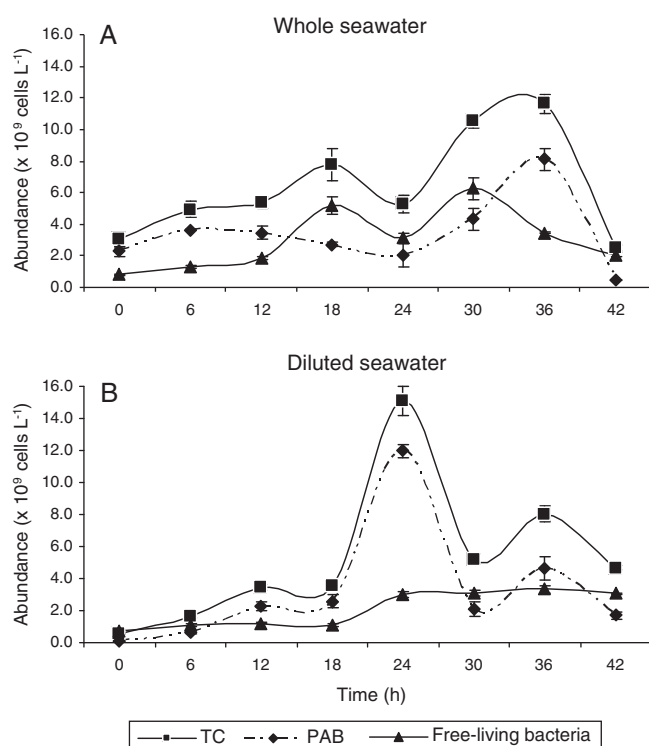 A
Whole seawater
Abundance (x 10⁹ cells L⁻¹)
16.0
14.0
12.0
10.0
8.0
6.0
4.0
2.0
0.0
0 6 12 18 24 30 36 42
B
Diluted seawater
Abundance (x 10⁹ cells L⁻¹)
16.0
14.0
12.0
10.0
8.0
6.0
4.0
2.0
0.0
0 6 12 18 24 30 36 42
Time (h)
TC PAB Free-living bacteria